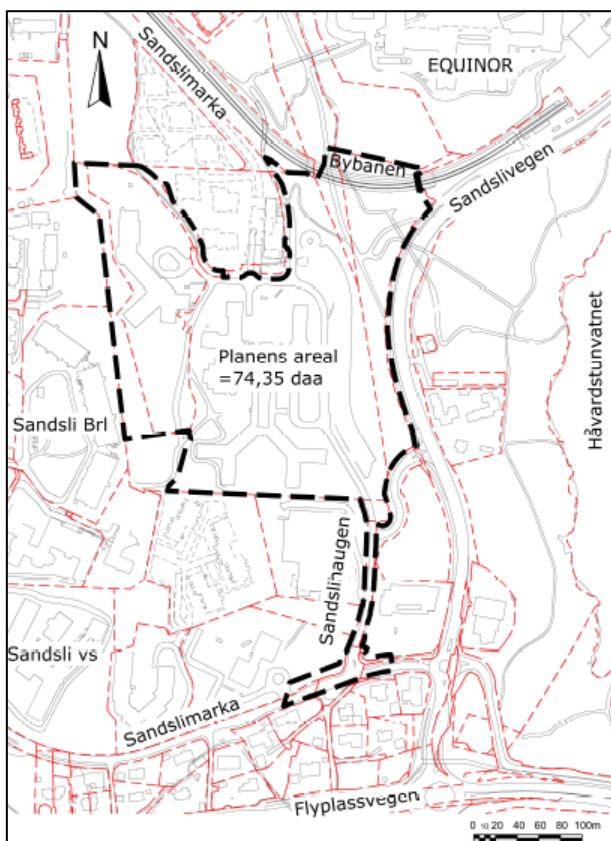 N
Sandslimarka
EQUINOR
Bybanen
Sandslivegen
Planens areal
=74,35 daa
Håvardstunvatnet
Sandsli Brl
Sandslihaugen
Sandsli vs
Sandslimarka
Flyplassvegen
0 10 20 40 60 80 100m